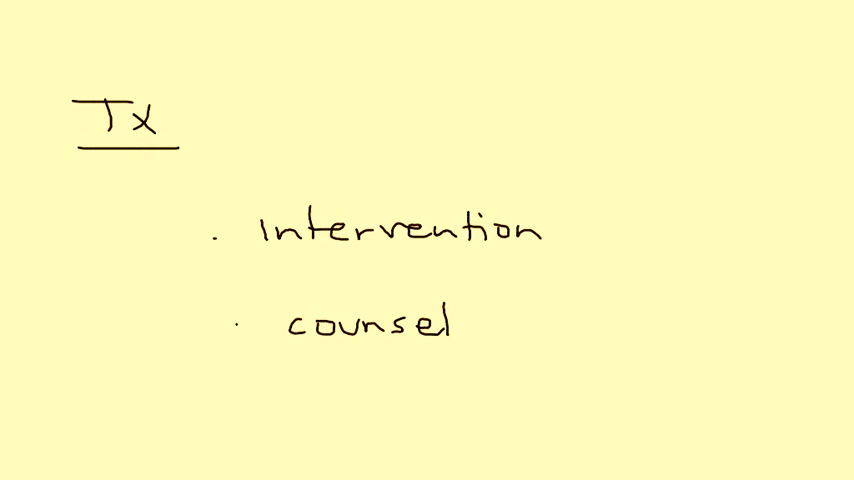 Tx
. Intervention
. counsel